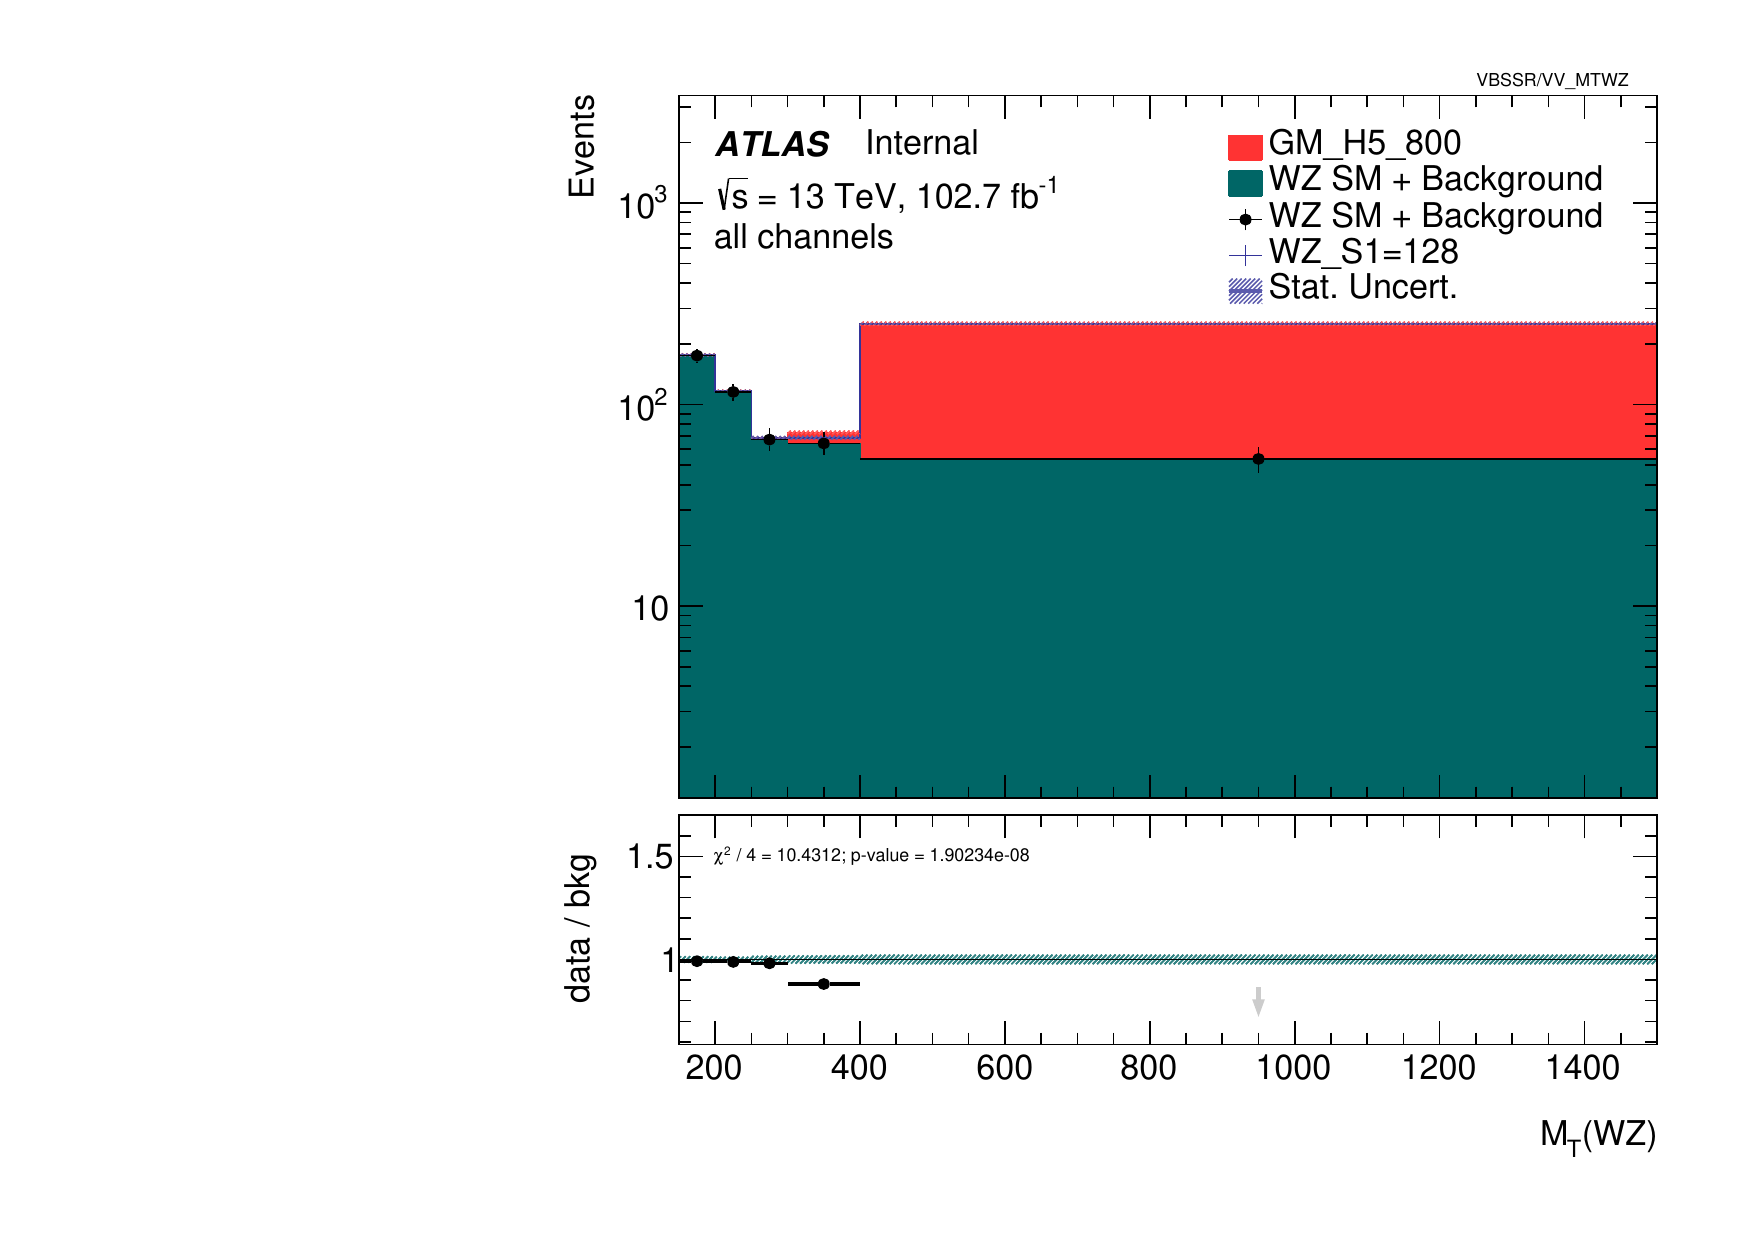 VBSSR/VV_MTWZ
Events
ATLAS Internal
√s = 13 TeV, 102.7 fb⁻¹
all channels
GM_H5_800
WZ SM + Background
WZ SM + Background
WZ_S1=128
Stat. Uncert.
10³
10²
10
data / bkg
χ² / 4 = 10.4312; p-value = 1.90234e-08
1.5
1
200 400 600 800 1000 1200 1400
M_T(WZ)